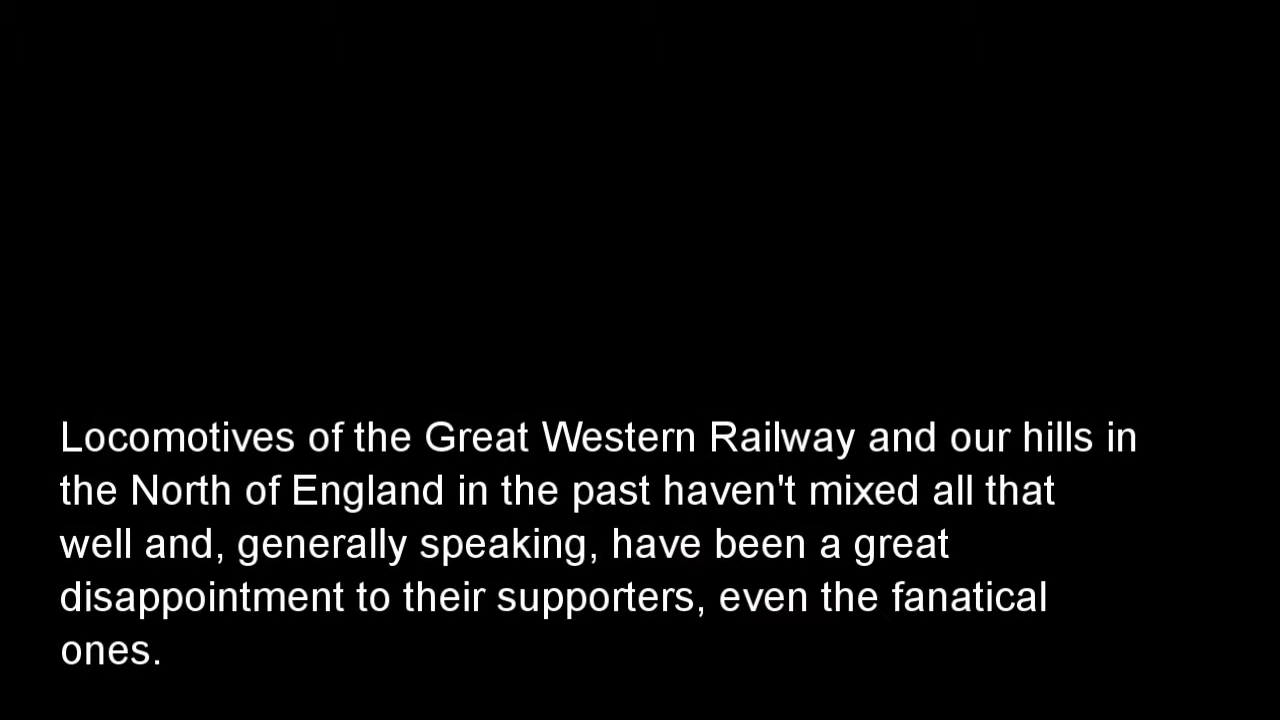 Locomotives of the Great Western Railway and our hills in
the North of England in the past haven't mixed all that
well and, generally speaking, have been a great
disappointment to their supporters, even the fanatical
ones.